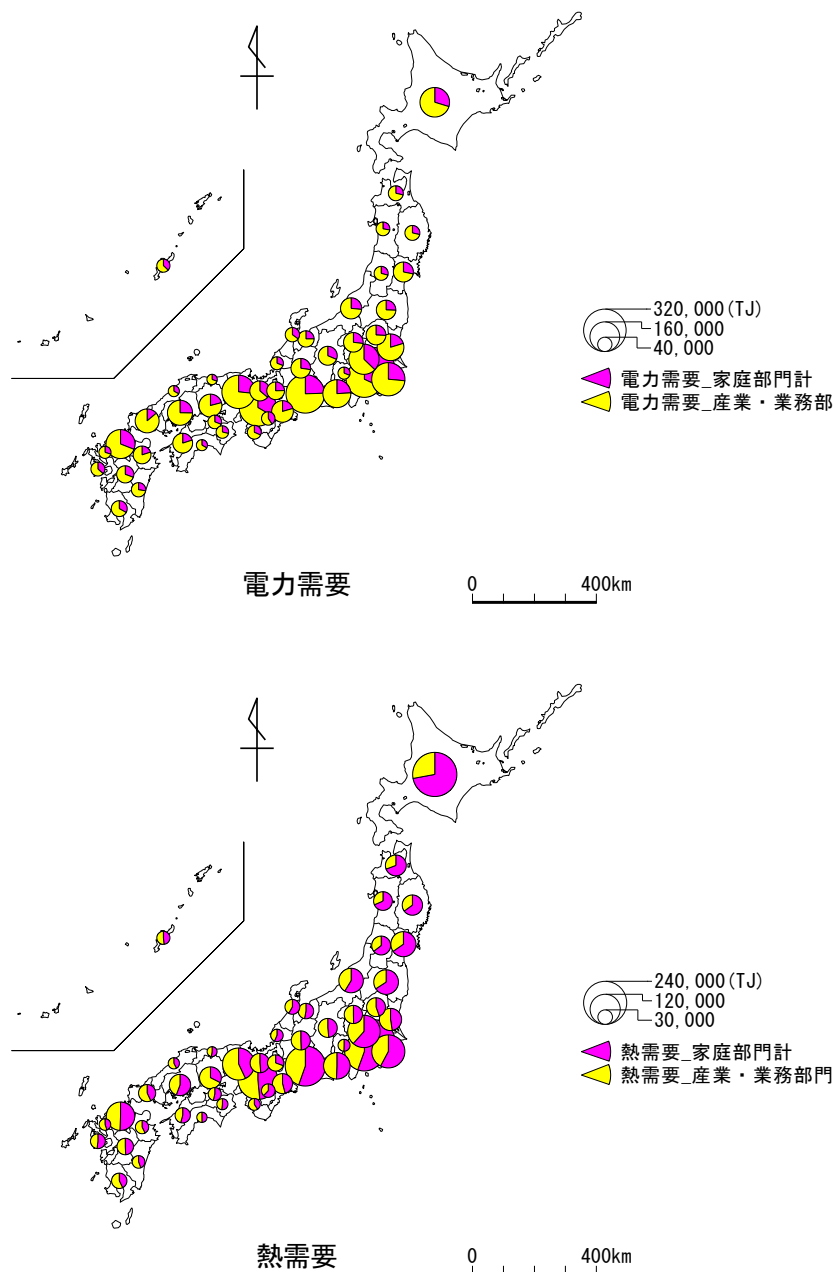 320,000(TJ)
160,000
40,000
電力需要_家庭部門計
電力需要_産業・業務部
電力需要
0 400km
240,000(TJ)
120,000
30,000
熱需要_家庭部門計
熱需要_産業・業務部門
熱需要
0 400km